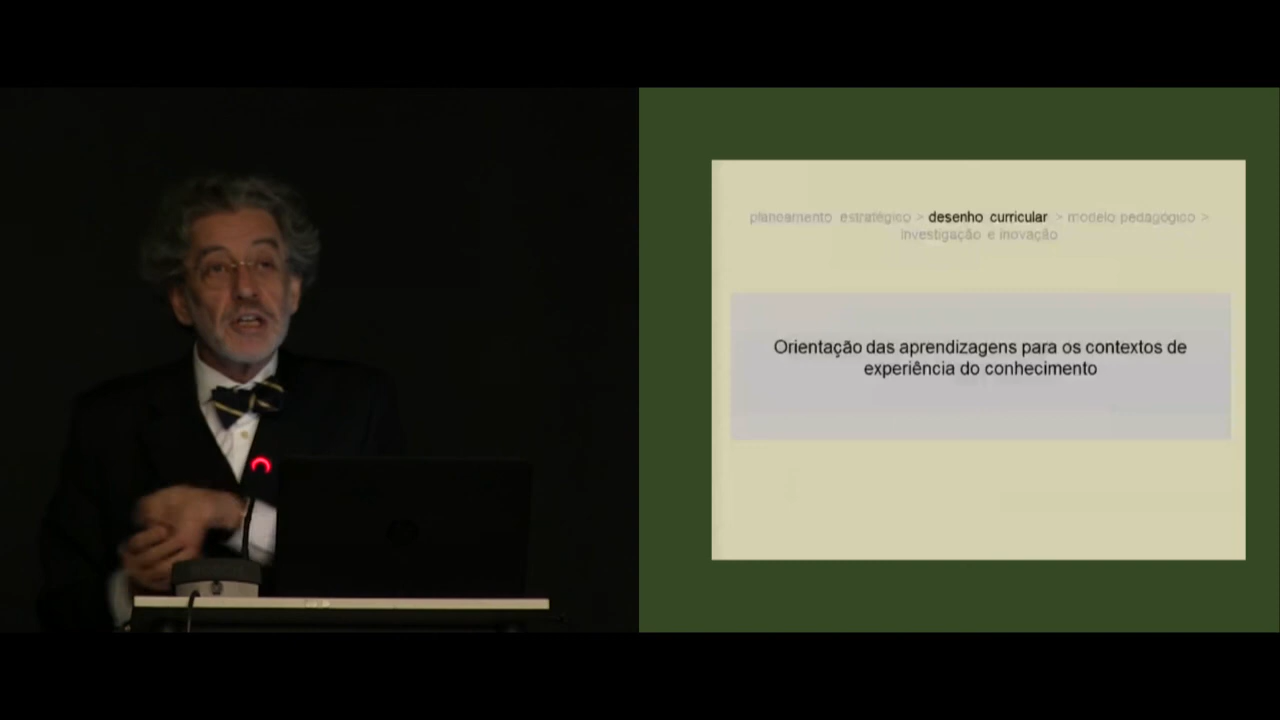 planeamento estratégico > desenho curricular > modelo pedagógico >
investigação e inovação
Orientação das aprendizagens para os contextos de
experiência do conhecimento